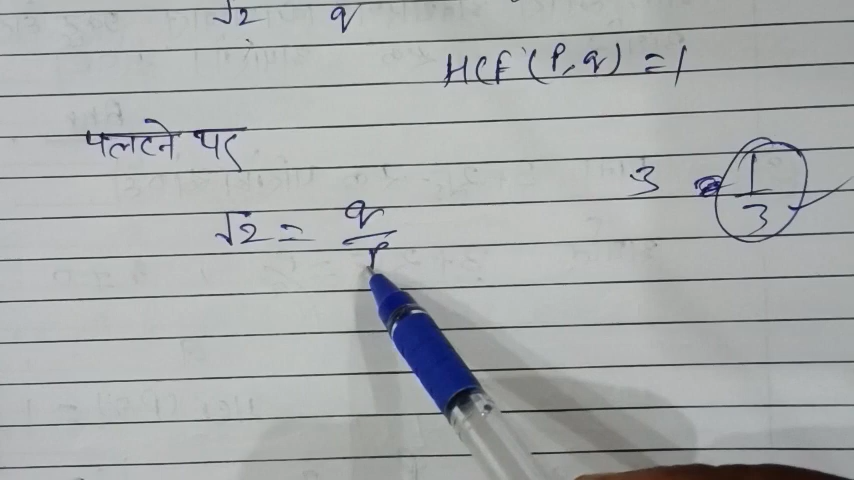 √2 q
HCF (P, q) = 1
पलटने पर
√2 = q/P
3 1/3